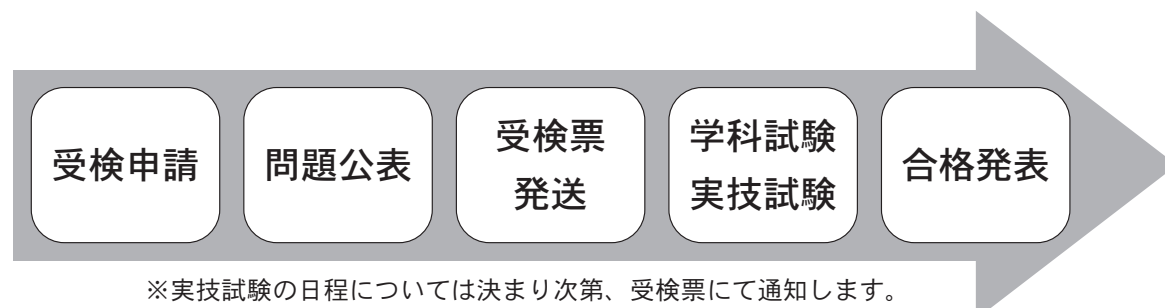 受検申請
問題公表
受検票
発送
学科試験
実技試験
合格発表
※実技試験の日程については決まり次第、受検票にて通知します。